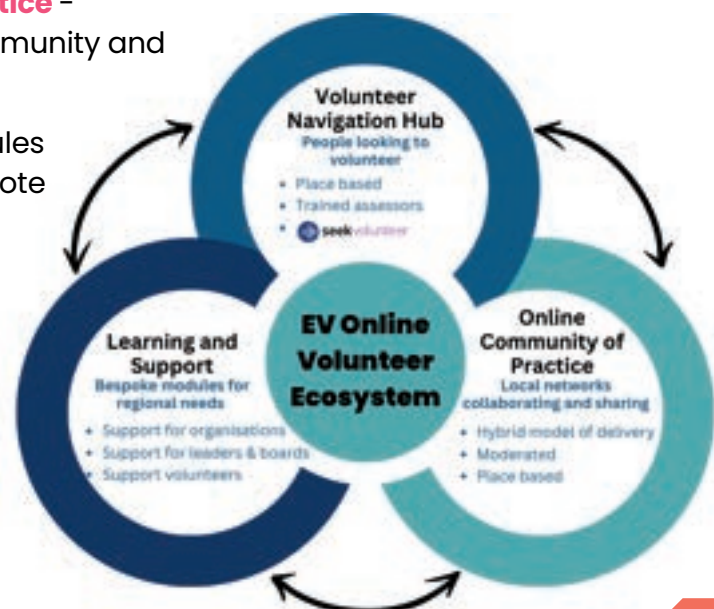 tice -
munity and
ules
ote
Volunteer
Navigation Hub
People looking to
volunteer
• Place based
• Trained assessors
• seek volunteer
EV Online
Volunteer
Ecosystem
Learning and
Support
Bespoke modules for
regional needs
• Support for organisations
• Support for leaders & boards
• Support volunteers
Online
Community of
Practice
Local networks
collaborating and sharing
• Hybrid model of delivery
• Moderated
• Place based